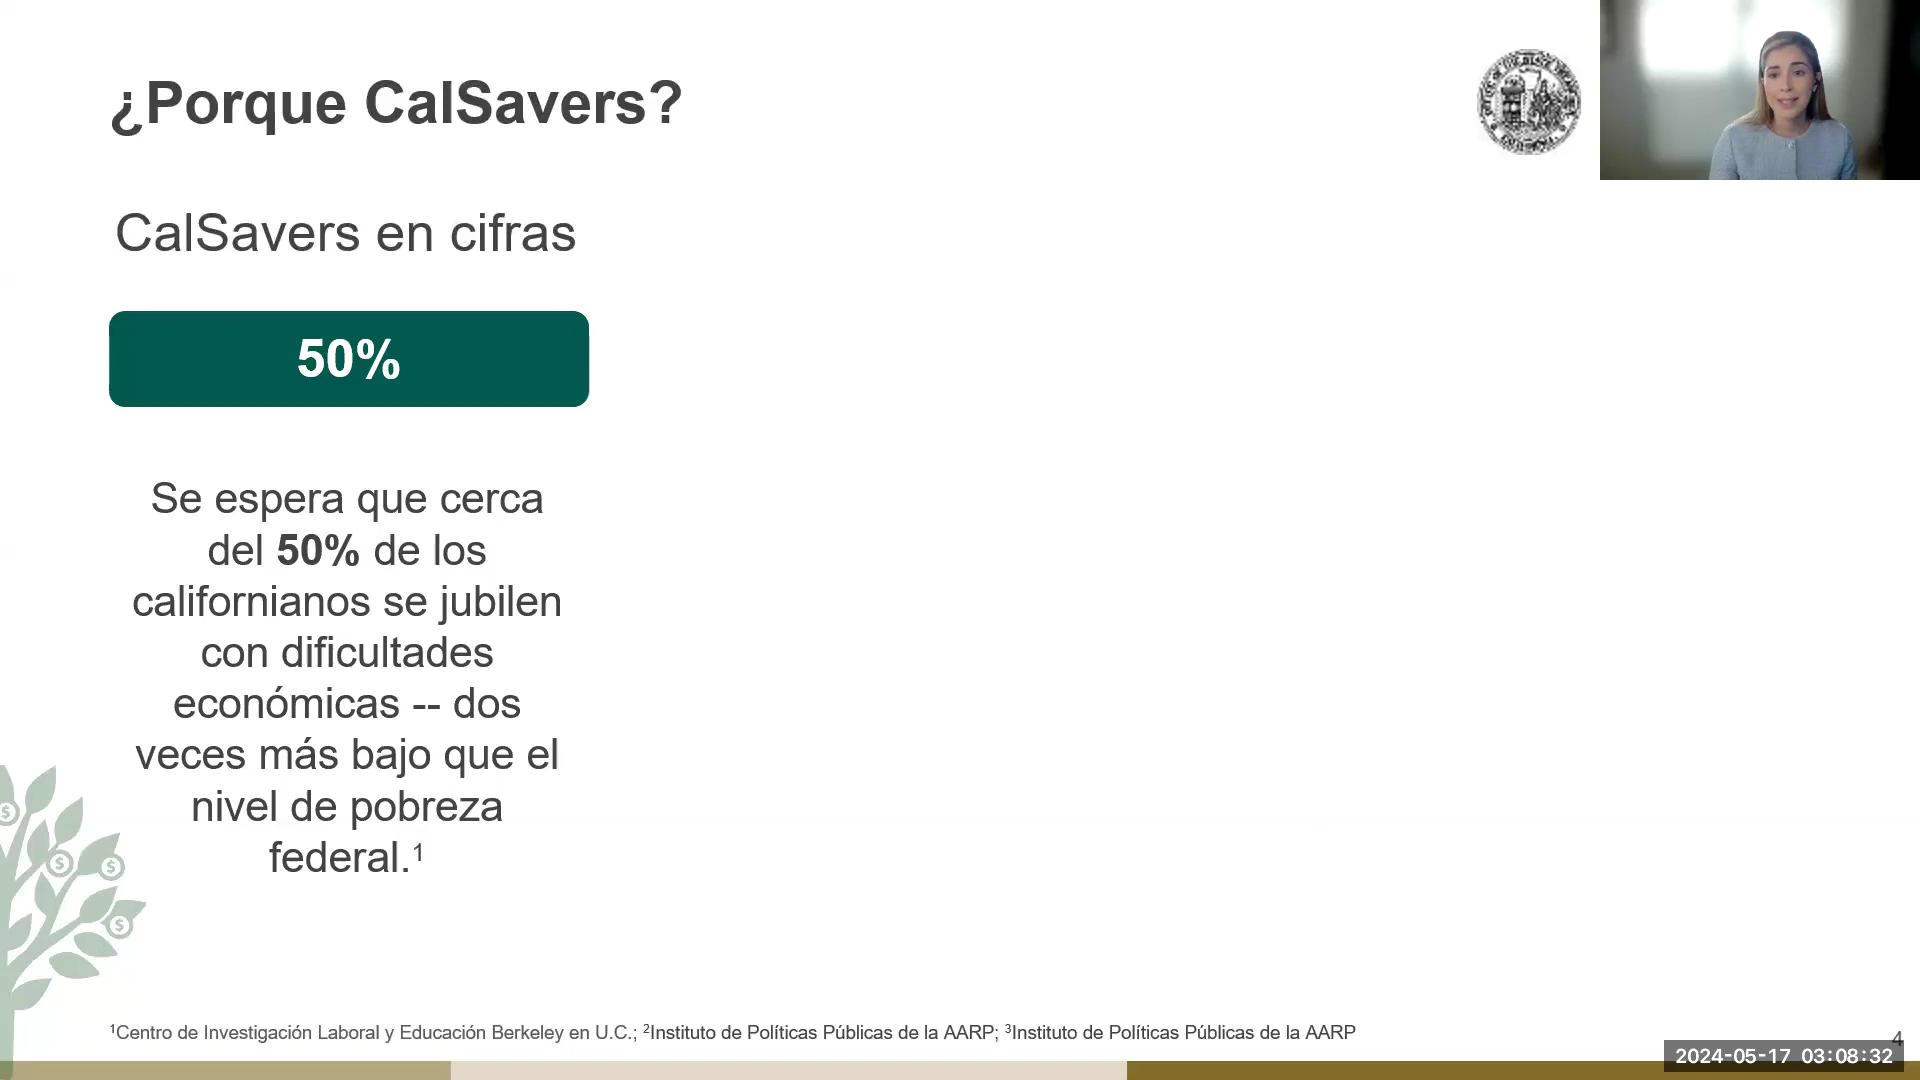 ¿Porque CalSavers?
CalSavers en cifras
50%
Se espera que cerca
del 50% de los
californianos se jubilen
con dificultades
económicas -- dos
veces más bajo que el
nivel de pobreza
federal.¹
¹Centro de Investigación Laboral y Educación Berkeley en U.C.; ²Instituto de Políticas Públicas de la AARP; ³Instituto de Políticas Públicas de la AARP
4
2024-05-17 03:08:32